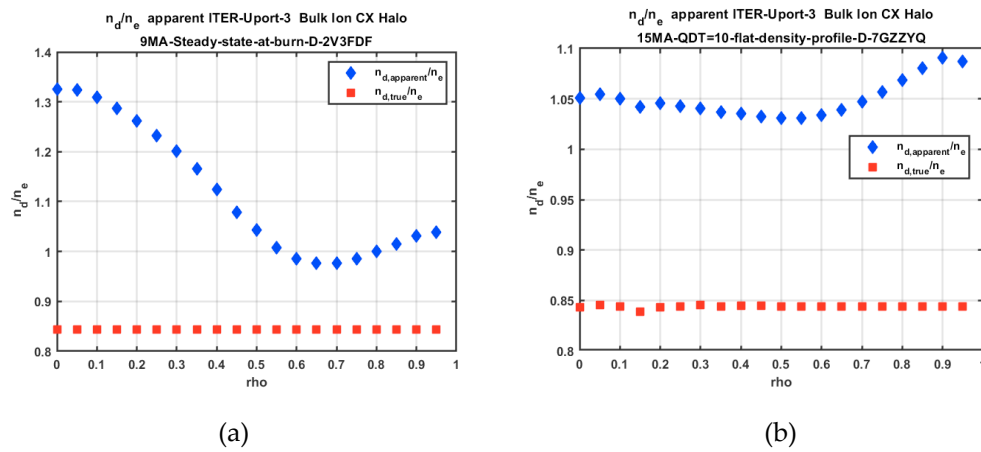 n_d/n_e apparent ITER-Uport-3 Bulk Ion CX Halo
9MA-Steady-state-at-burn-D-2V3FDF
1.4
1.3
1.2
1.1
1
0.9
0.8
n_d/n_e
n_d,apparent/n_e
n_d,true/n_e
0 0.1 0.2 0.3 0.4 0.5 0.6 0.7 0.8 0.9 1
rho
(a)
n_d/n_e apparent ITER-Uport-3 Bulk Ion CX Halo
15MA-QDT=10-flat-density-profile-D-7GZZYQ
1.1
1.05
1
0.95
0.9
0.85
0.8
n_d/n_e
n_d,apparent/n_e
n_d,true/n_e
0 0.1 0.2 0.3 0.4 0.5 0.6 0.7 0.8 0.9 1
rho
(b)